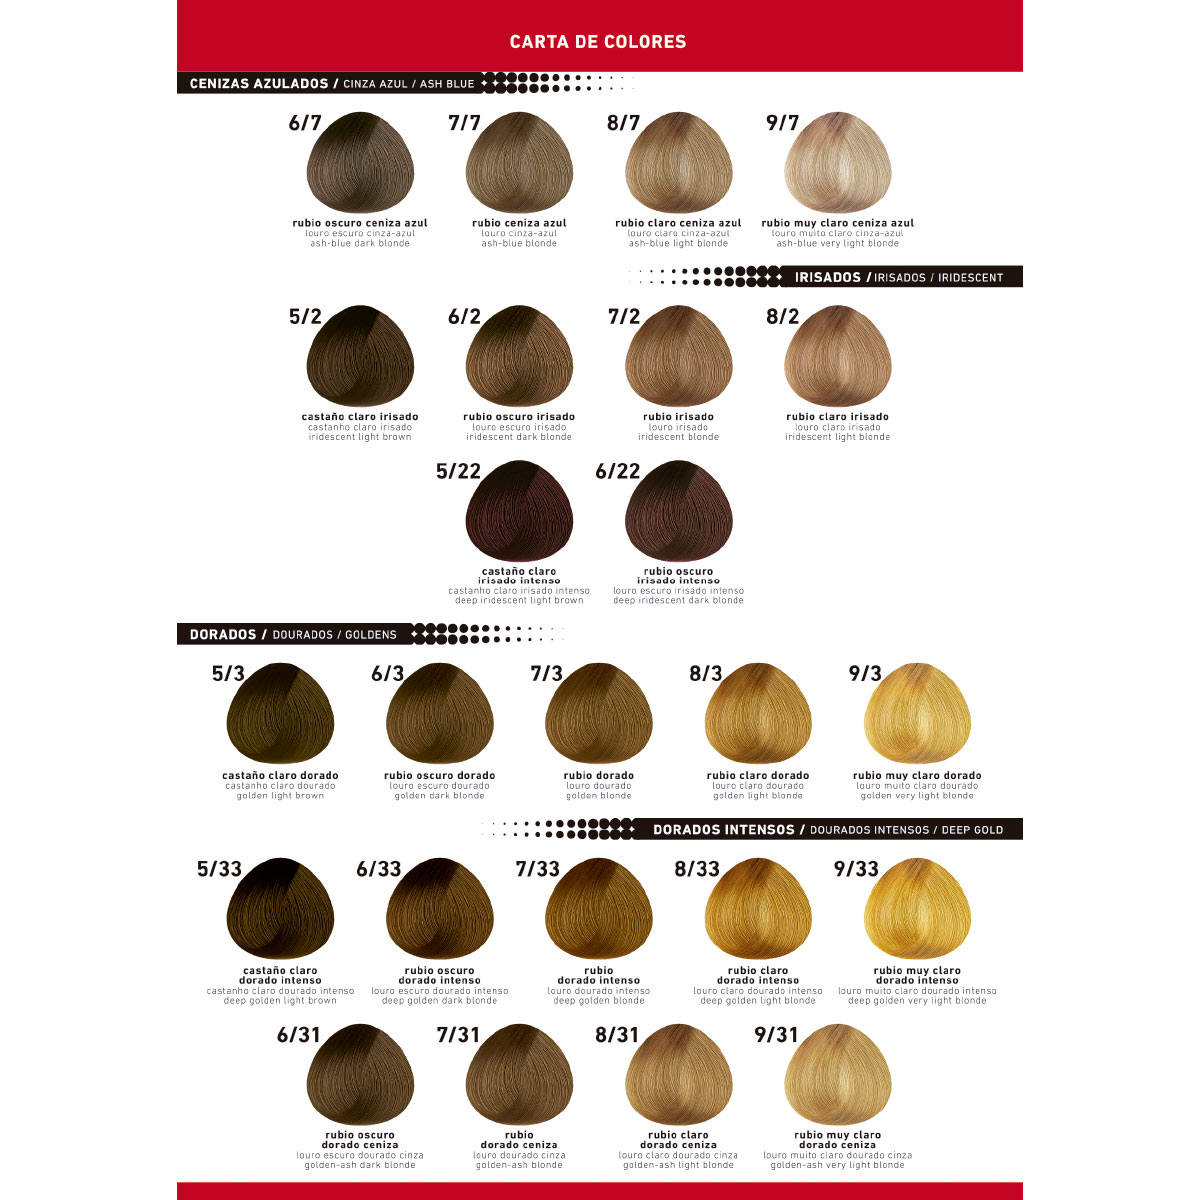 CARTA DE COLORES
CENIZAS AZULADOS / CINZA AZUL / ASH BLUE
6/7 7/7 8/7 9/7
rubio oscuro ceniza azul rubio ceniza azul rubio claro ceniza azul rubio muy claro ceniza azul
louro escuro cinza-azul louro cinza-azul louro claro cinza-azul louro muito claro cinza-azul
ash-blue dark blonde ash-blue blonde ash-blue light blonde ash-blue very light blonde
IRISADOS / IRISADOS / IRIDESCENT
5/2 6/2 7/2 8/2
castaño claro irisado rubio oscuro irisado rubio irisado rubio claro irisado
castanho claro irisado louro escuro irisado louro irisado louro claro irisado
iridescent light brown iridescent dark blonde iridescent blonde iridescent light blonde
5/22 6/22
castaño claro rubio oscuro
irisado intenso irisado intenso
castanho claro irisado intenso louro escuro irisado intenso
deep iridescent light brown deep iridescent dark blonde
DORADOS / DOURADOS / GOLDENS
5/3 6/3 7/3 8/3 9/3
castaño claro dorado rubio oscuro dorado rubio dorado rubio claro dorado rubio muy claro dorado
castanho claro dourado louro escuro dourado louro dourado louro claro dourado louro muito claro dourado
golden light brown golden dark blonde golden blonde golden light blonde golden very light blonde
DORADOS INTENSOS / DOURADOS INTENSOS / DEEP GOLD
5/33 6/33 7/33 8/33 9/33
castaño claro rubio oscuro rubio rubio claro rubio muy claro
dorado intenso dorado intenso dorado intenso dorado intenso dorado intenso
castanho claro dourado intenso louro escuro dourado intenso louro dourado intenso louro claro dourado intenso louro muito claro dourado intenso
deep golden light brown deep golden dark blonde deep golden blonde deep golden light blonde deep golden very light blonde
6/31 7/31 8/31 9/31
rubio oscuro rubio rubio claro rubio muy claro
dorado ceniza dorado ceniza dorado ceniza dorado ceniza
louro escuro dourado cinza louro dourado cinza louro claro dourado cinza louro muito claro dourado cinza
golden-ash dark blonde golden-ash blonde golden-ash light blonde golden-ash very light blonde